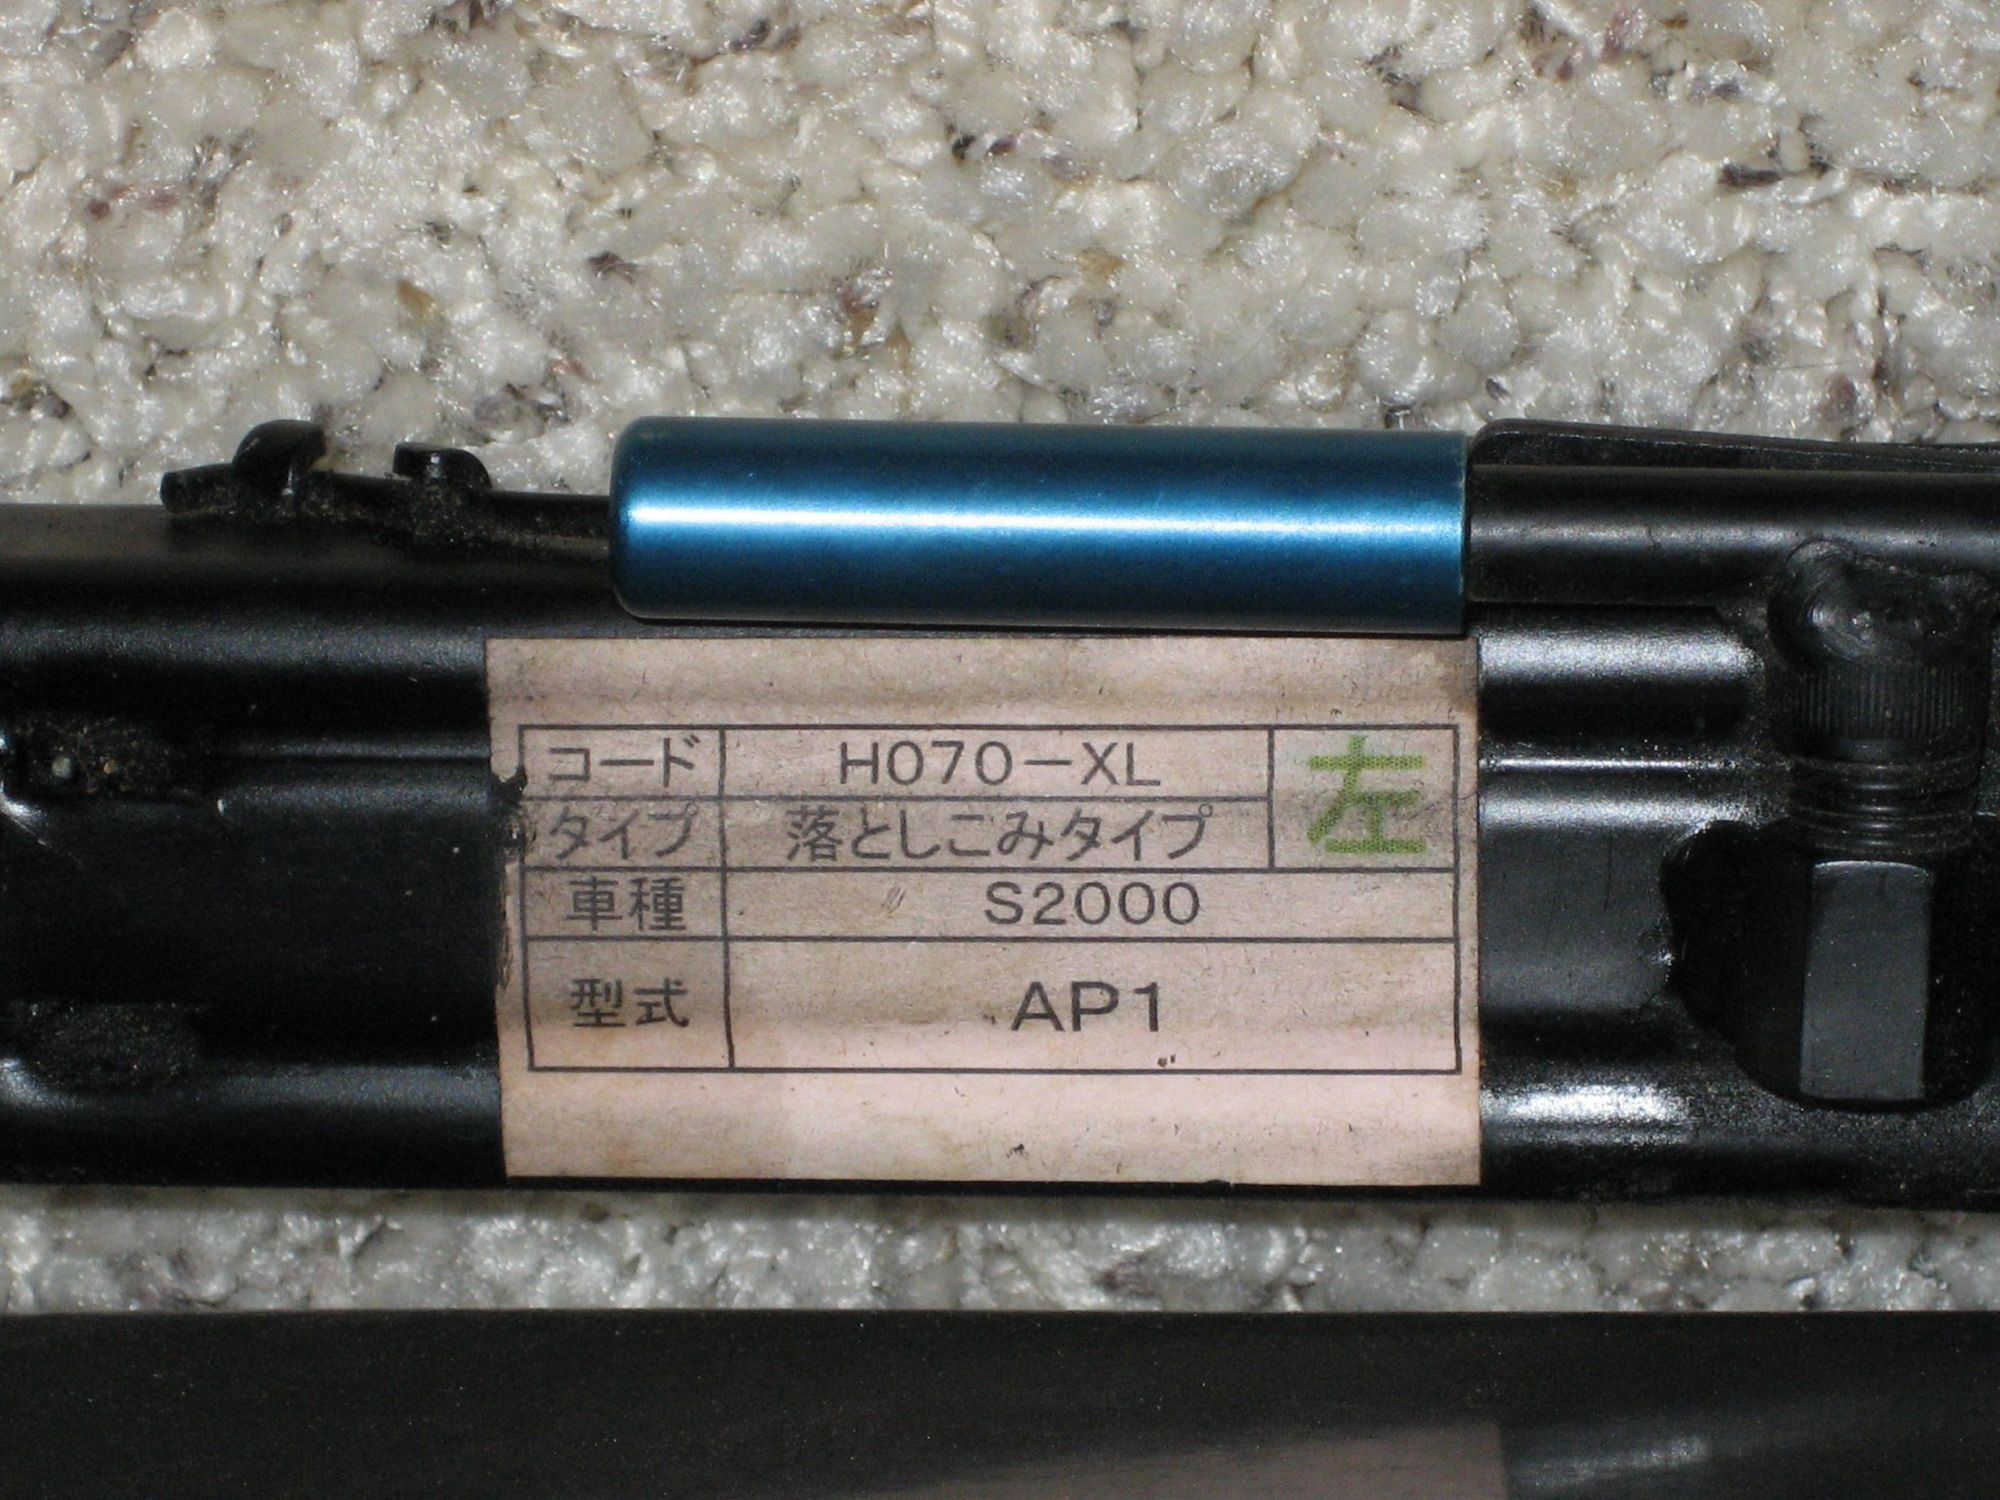 コード H070-XL 左
タイプ 落としこみタイプ
車種 S2000
型式 AP1